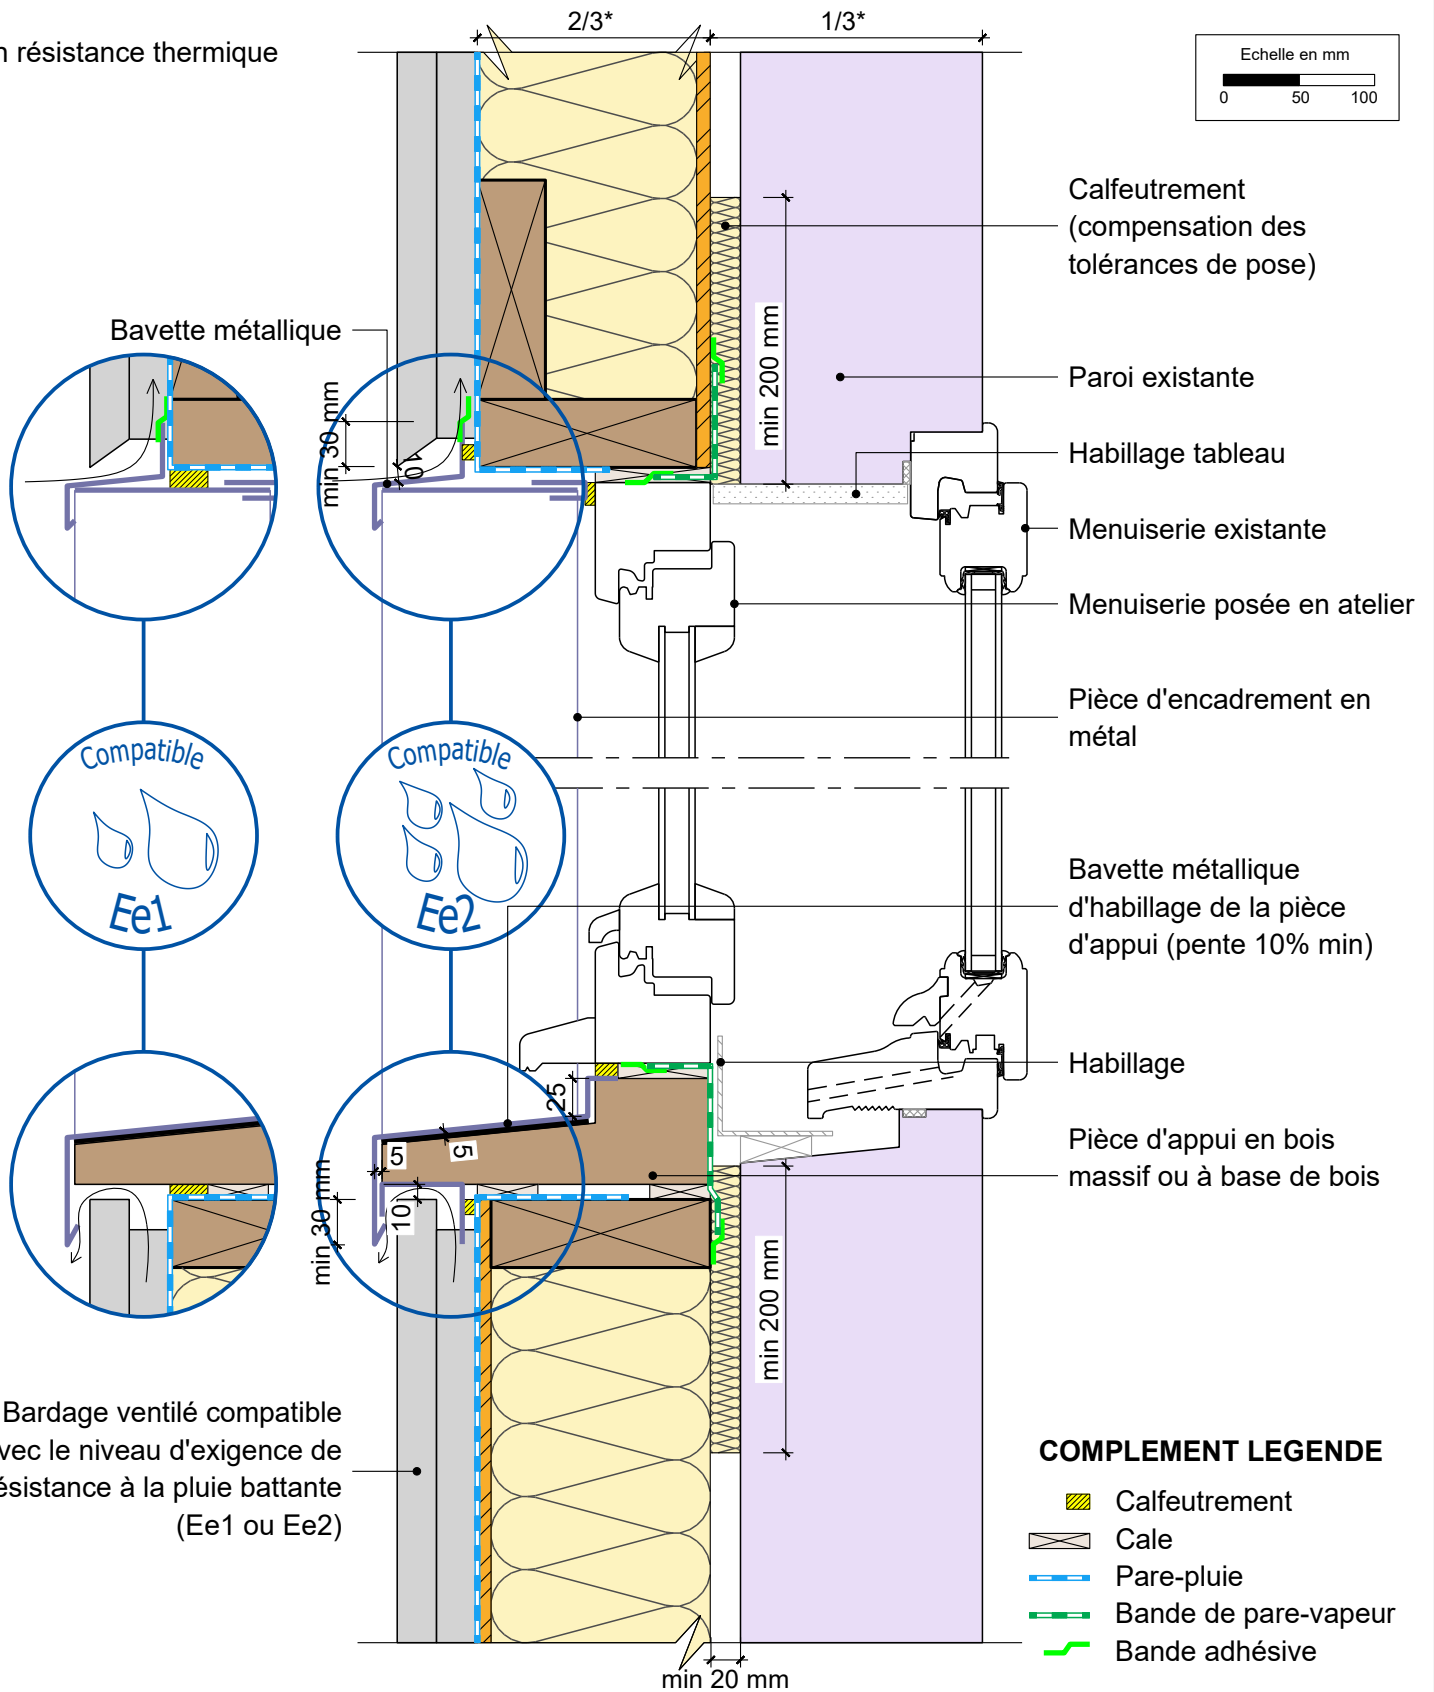 2/3*
1/3*
n résistance thermique
Echelle en mm
0 50 100
Calfeutrement
(compensation des
tolérances de pose)
Bavette métallique
min 200 mm
Paroi existante
min 30 mm
10
Habillage tableau
Menuiserie existante
Menuiserie posée en atelier
Pièce d'encadrement en
métal
Compatible
Ee1
Compatible
Ee2
Bavette métallique
d'habillage de la pièce
d'appui (pente 10% min)
Habillage
25
5
5
Pièce d'appui en bois
massif ou à base de bois
10
min 30 mm
min 200 mm
Bardage ventilé compatible
vec le niveau d'exigence de
ésistance à la pluie battante
(Ee1 ou Ee2)
COMPLEMENT LEGENDE
Calfeutrement
Cale
Pare-pluie
Bande de pare-vapeur
Bande adhésive
min 20 mm